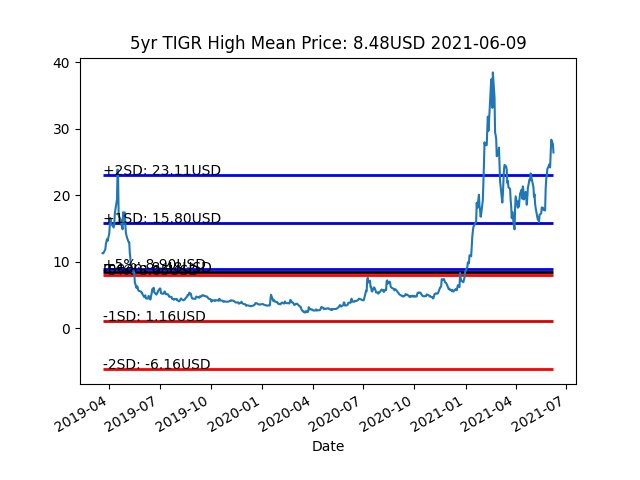 5yr TIGR High Mean Price: 8.48USD 2021-06-09
40
30
20
10
0
+2SD: 23.11USD
+1SD: 15.80USD
+5%: 8.90USD
-1SD: 1.16USD
-2SD: -6.16USD
2019-04
2019-07
2019-10
2020-01
2020-04
2020-07
2020-10
2021-01
2021-04
2021-07
Date